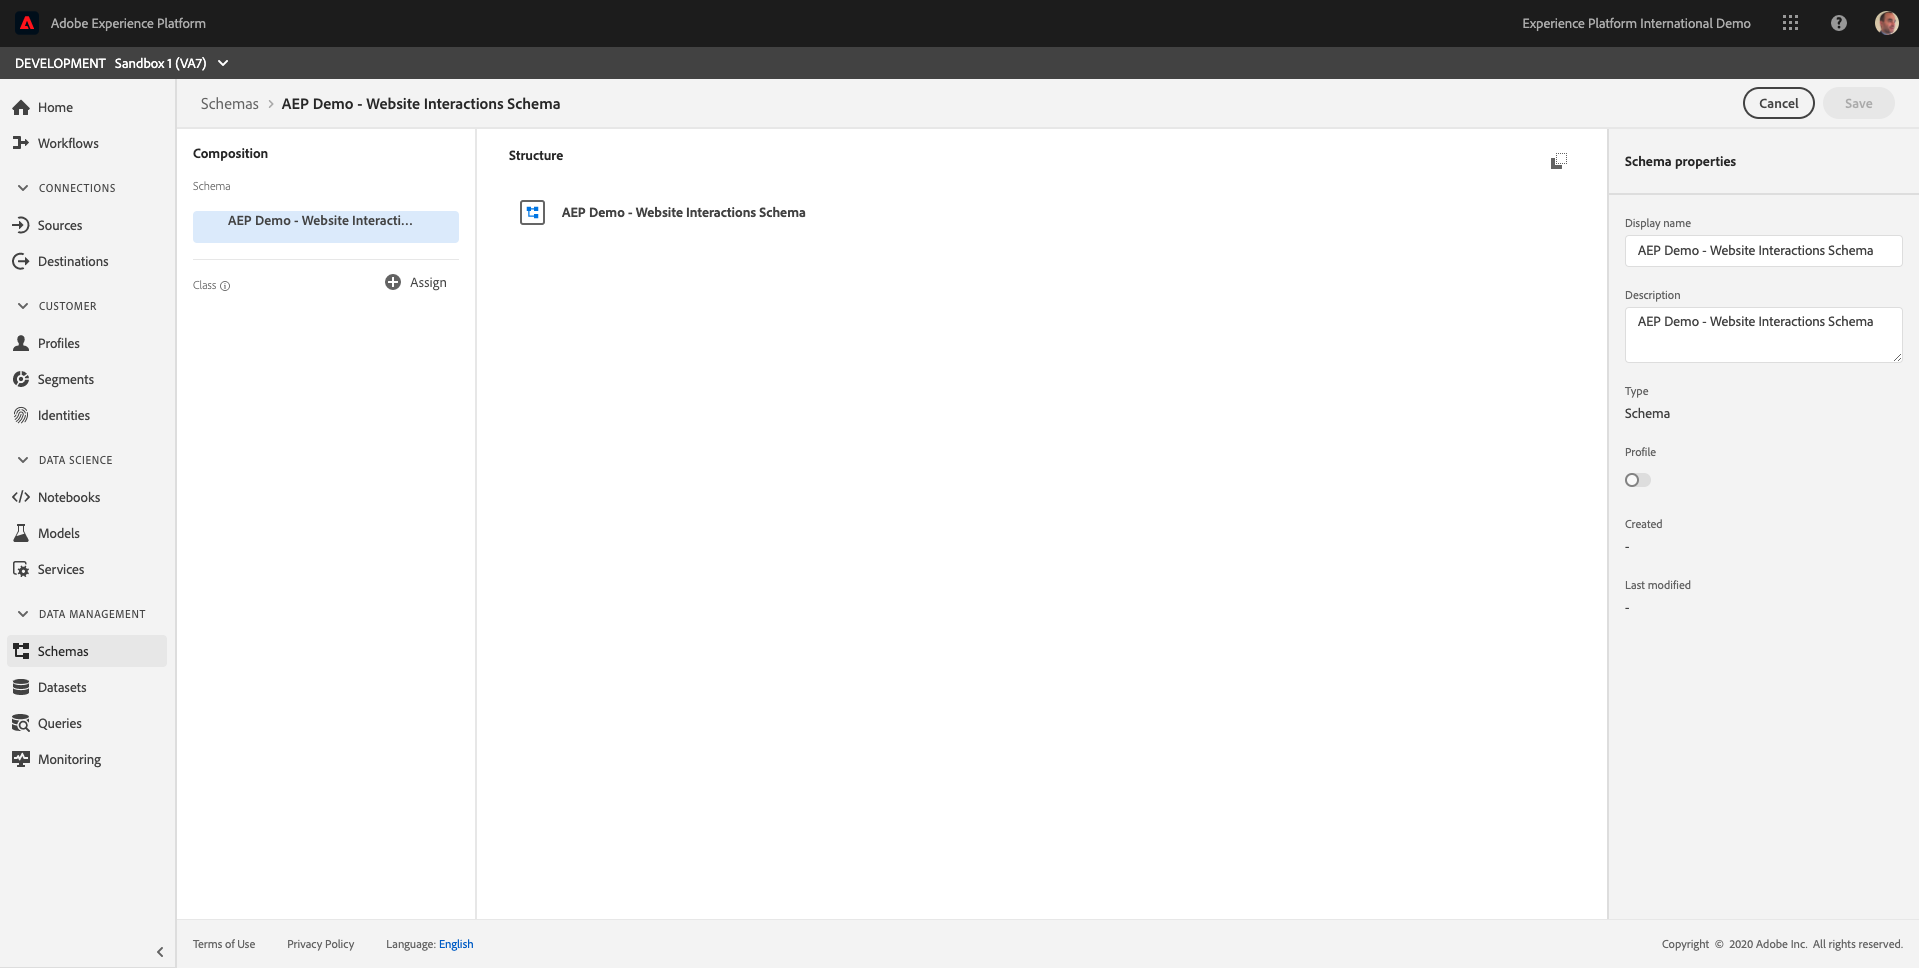 Adobe Experience Platform
Experience Platform International Demo
DEVELOPMENT Sandbox 1 (VA7)
Home
Workflows
CONNECTIONS
Sources
Destinations
CUSTOMER
Profiles
Segments
Identities
DATA SCIENCE
Notebooks
Models
Services
DATA MANAGEMENT
Schemas
Datasets
Queries
Monitoring
Schemas > AEP Demo - Website Interactions Schema
Cancel
Save
Composition
Schema
AEP Demo - Website Interacti...
Class
Assign
Structure
AEP Demo - Website Interactions Schema
Schema properties
Display name
AEP Demo - Website Interactions Schema
Description
AEP Demo - Website Interactions Schema
Type
Schema
Profile
Created
-
Last modified
-
Terms of Use Privacy Policy Language: English
Copyright © 2020 Adobe Inc. All rights reserved.